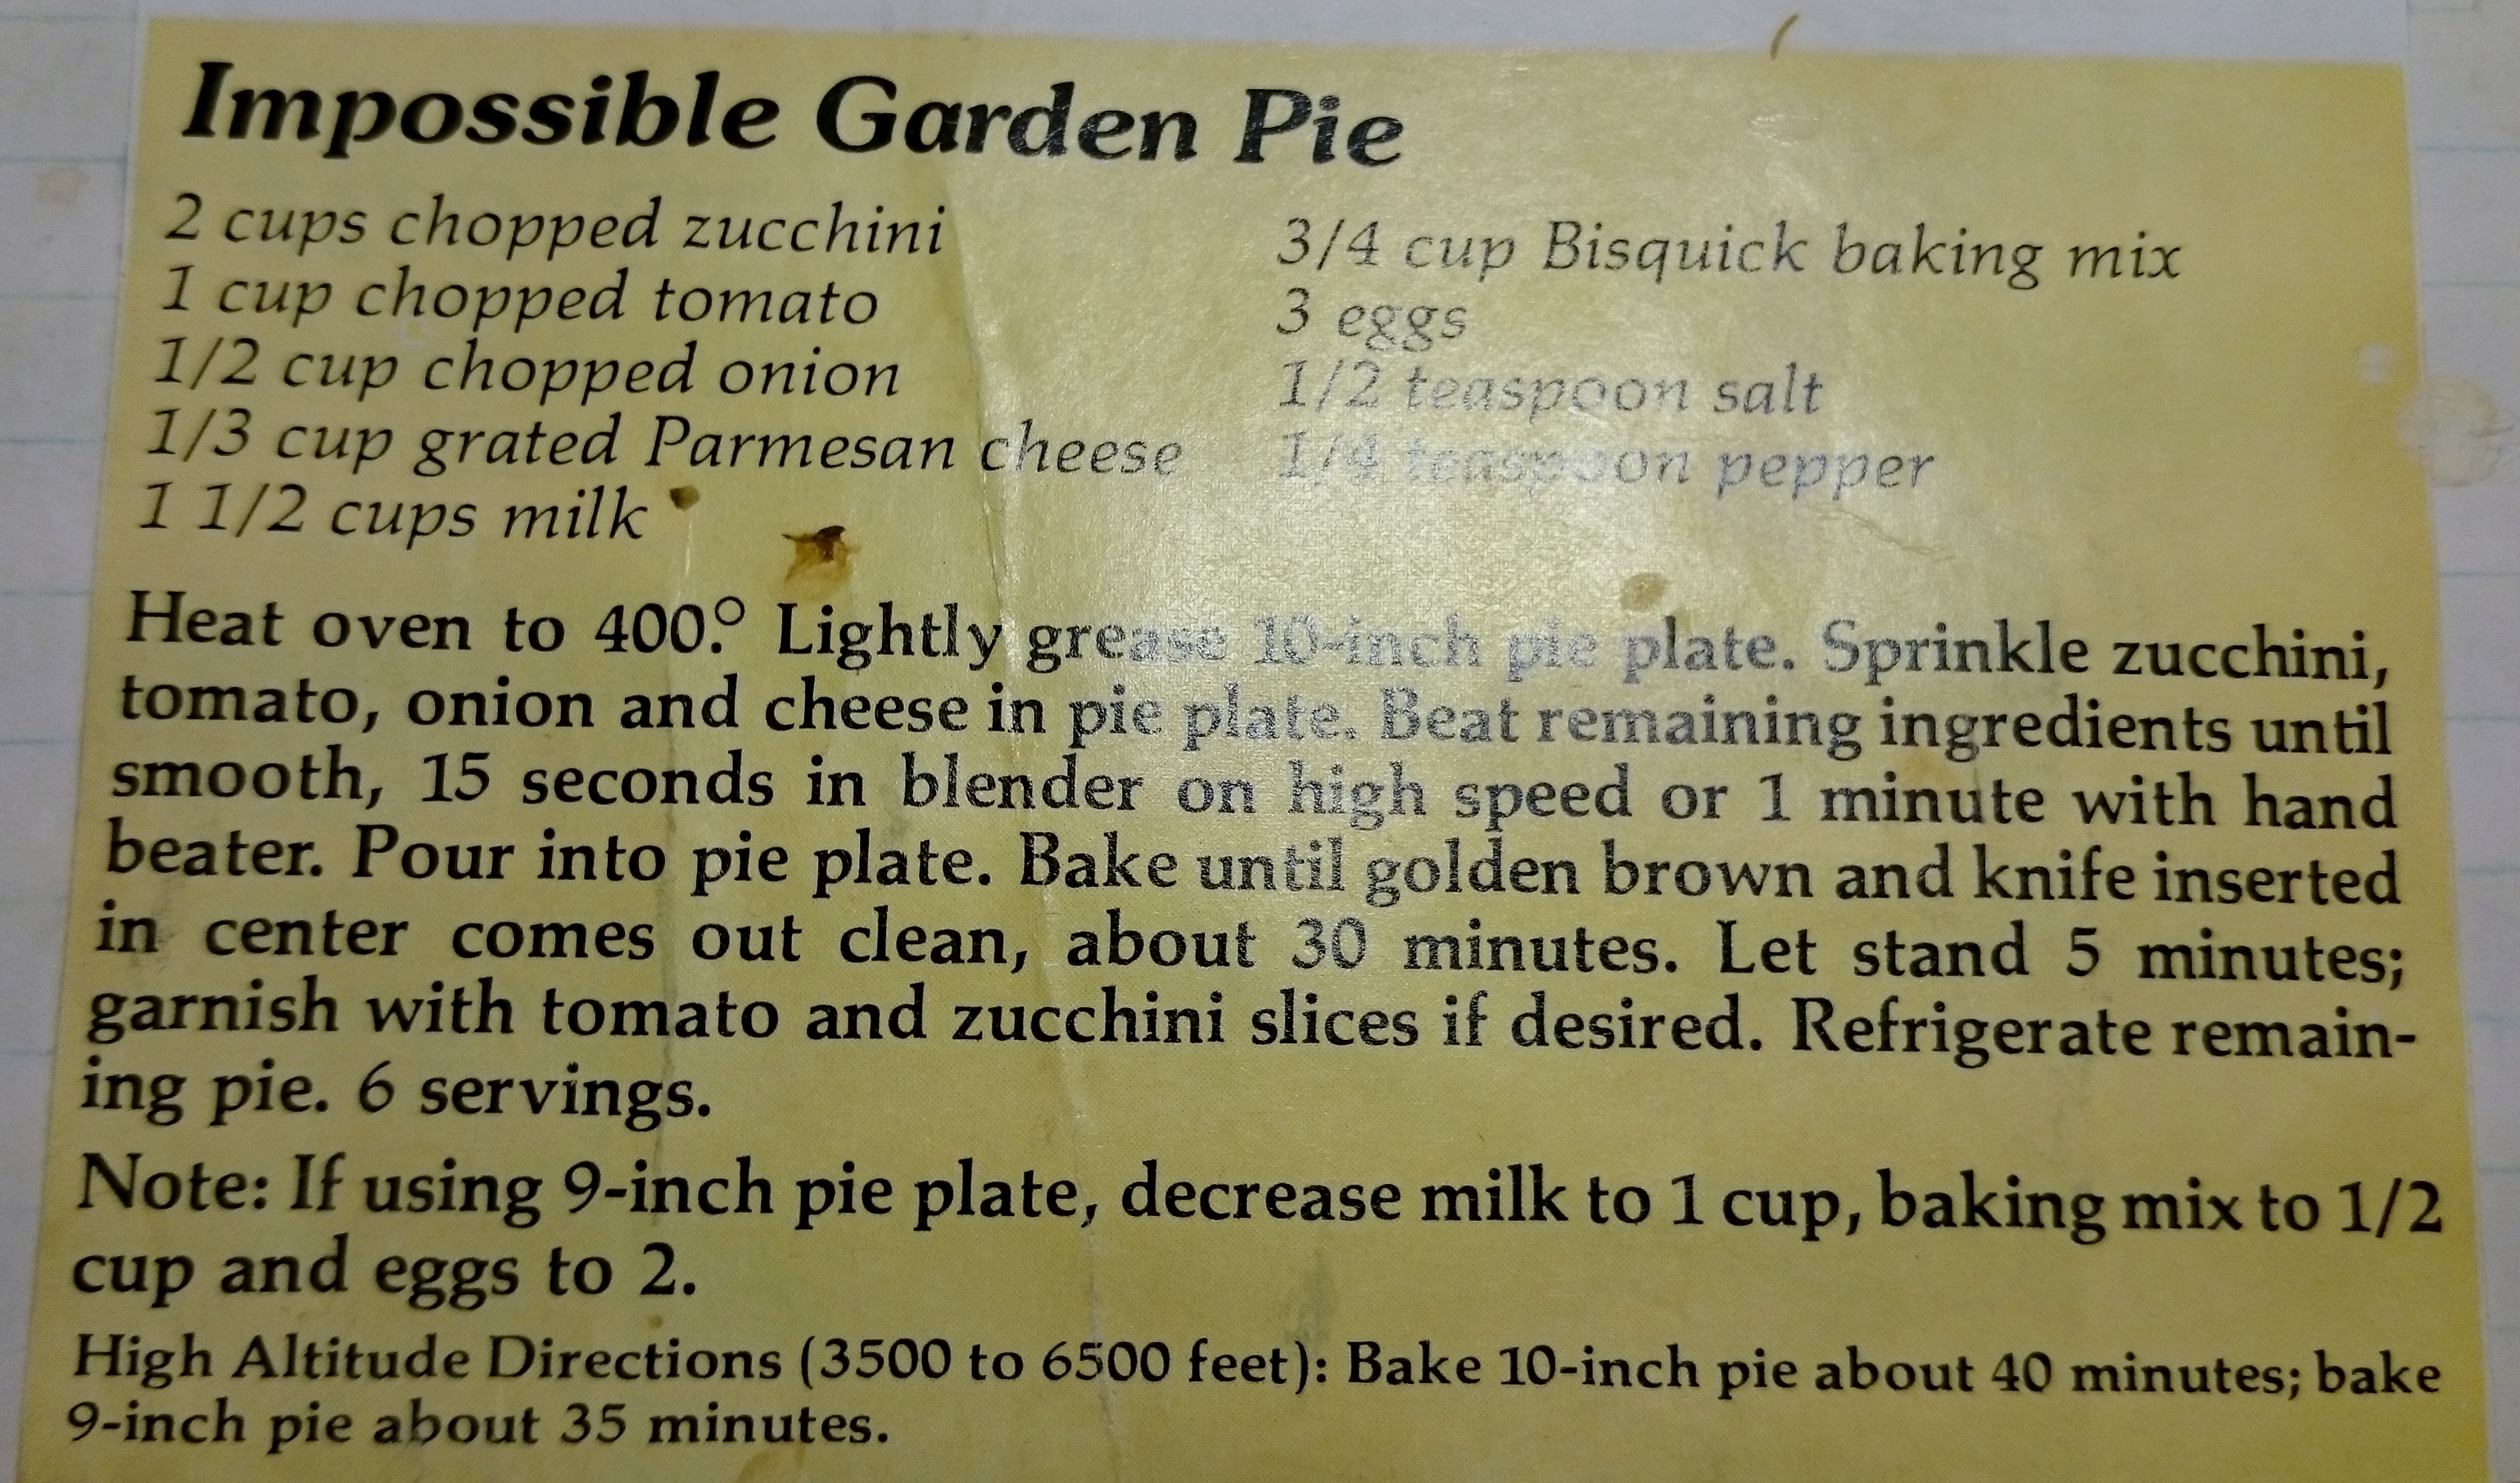 Impossible Garden Pie
2 cups chopped zucchini
1 cup chopped tomato
1/2 cup chopped onion
1/3 cup grated Parmesan cheese
1 1/2 cups milk
3/4 cup Bisquick baking mix
3 eggs
1/2 teaspoon salt
1/4 teaspoon pepper
Heat oven to 400.° Lightly grease 10-inch pie plate. Sprinkle zucchini,
tomato, onion and cheese in pie plate. Beat remaining ingredients until
smooth, 15 seconds in blender on high speed or 1 minute with hand
beater. Pour into pie plate. Bake until golden brown and knife inserted
in center comes out clean, about 30 minutes. Let stand 5 minutes;
garnish with tomato and zucchini slices if desired. Refrigerate remain-
ing pie. 6 servings.
Note: If using 9-inch pie plate, decrease milk to 1 cup, baking mix to 1/2
cup and eggs to 2.
High Altitude Directions (3500 to 6500 feet): Bake 10-inch pie about 40 minutes; bake
9-inch pie about 35 minutes.